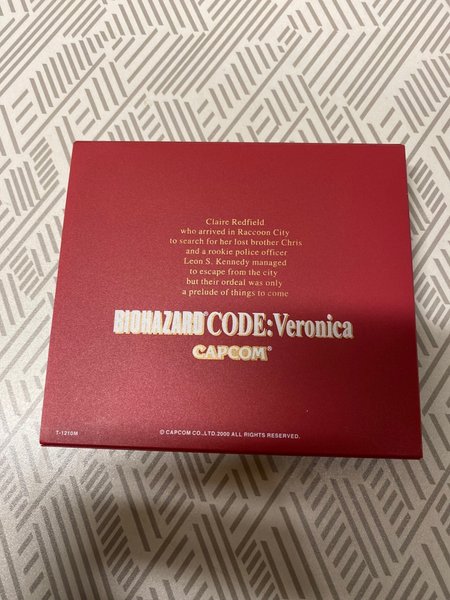 Claire Redfield
who arrived in Raccoon City
to search for her lost brother Chris
and a rookie police officer
Leon S. Kennedy managed
to escape from the city
but their ordeal was only
a prelude of things to come
BIOHAZARD® CODE:Veronica
CAPCOM®
T-1210M
© CAPCOM CO.,LTD.2000 ALL RIGHTS RESERVED.